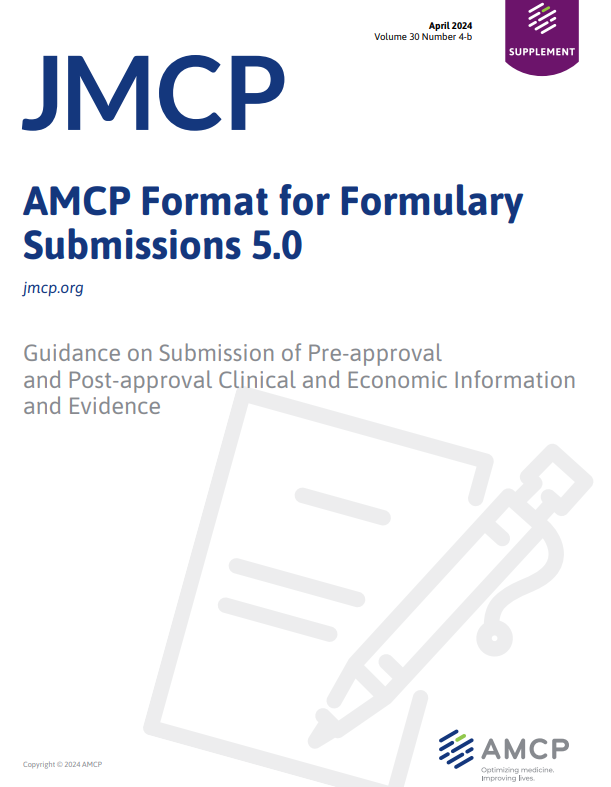 April 2024
Volume 30 Number 4-b
SUPPLEMENT
JMCP
AMCP Format for Formulary
Submissions 5.0
jmcp.org
Guidance on Submission of Pre-approval
and Post-approval Clinical and Economic Information
and Evidence
Copyright © 2024 AMCP
AMCP
Optimizing medicine.
Improving lives.